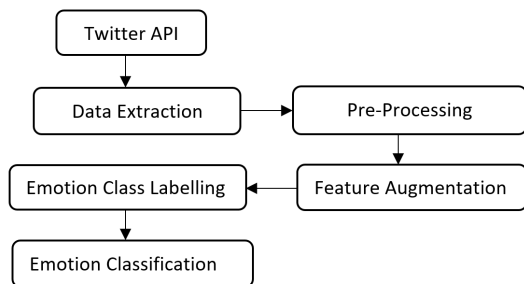 Twitter API
Data Extraction
Pre-Processing
Feature Augmentation
Emotion Class Labelling
Emotion Classification